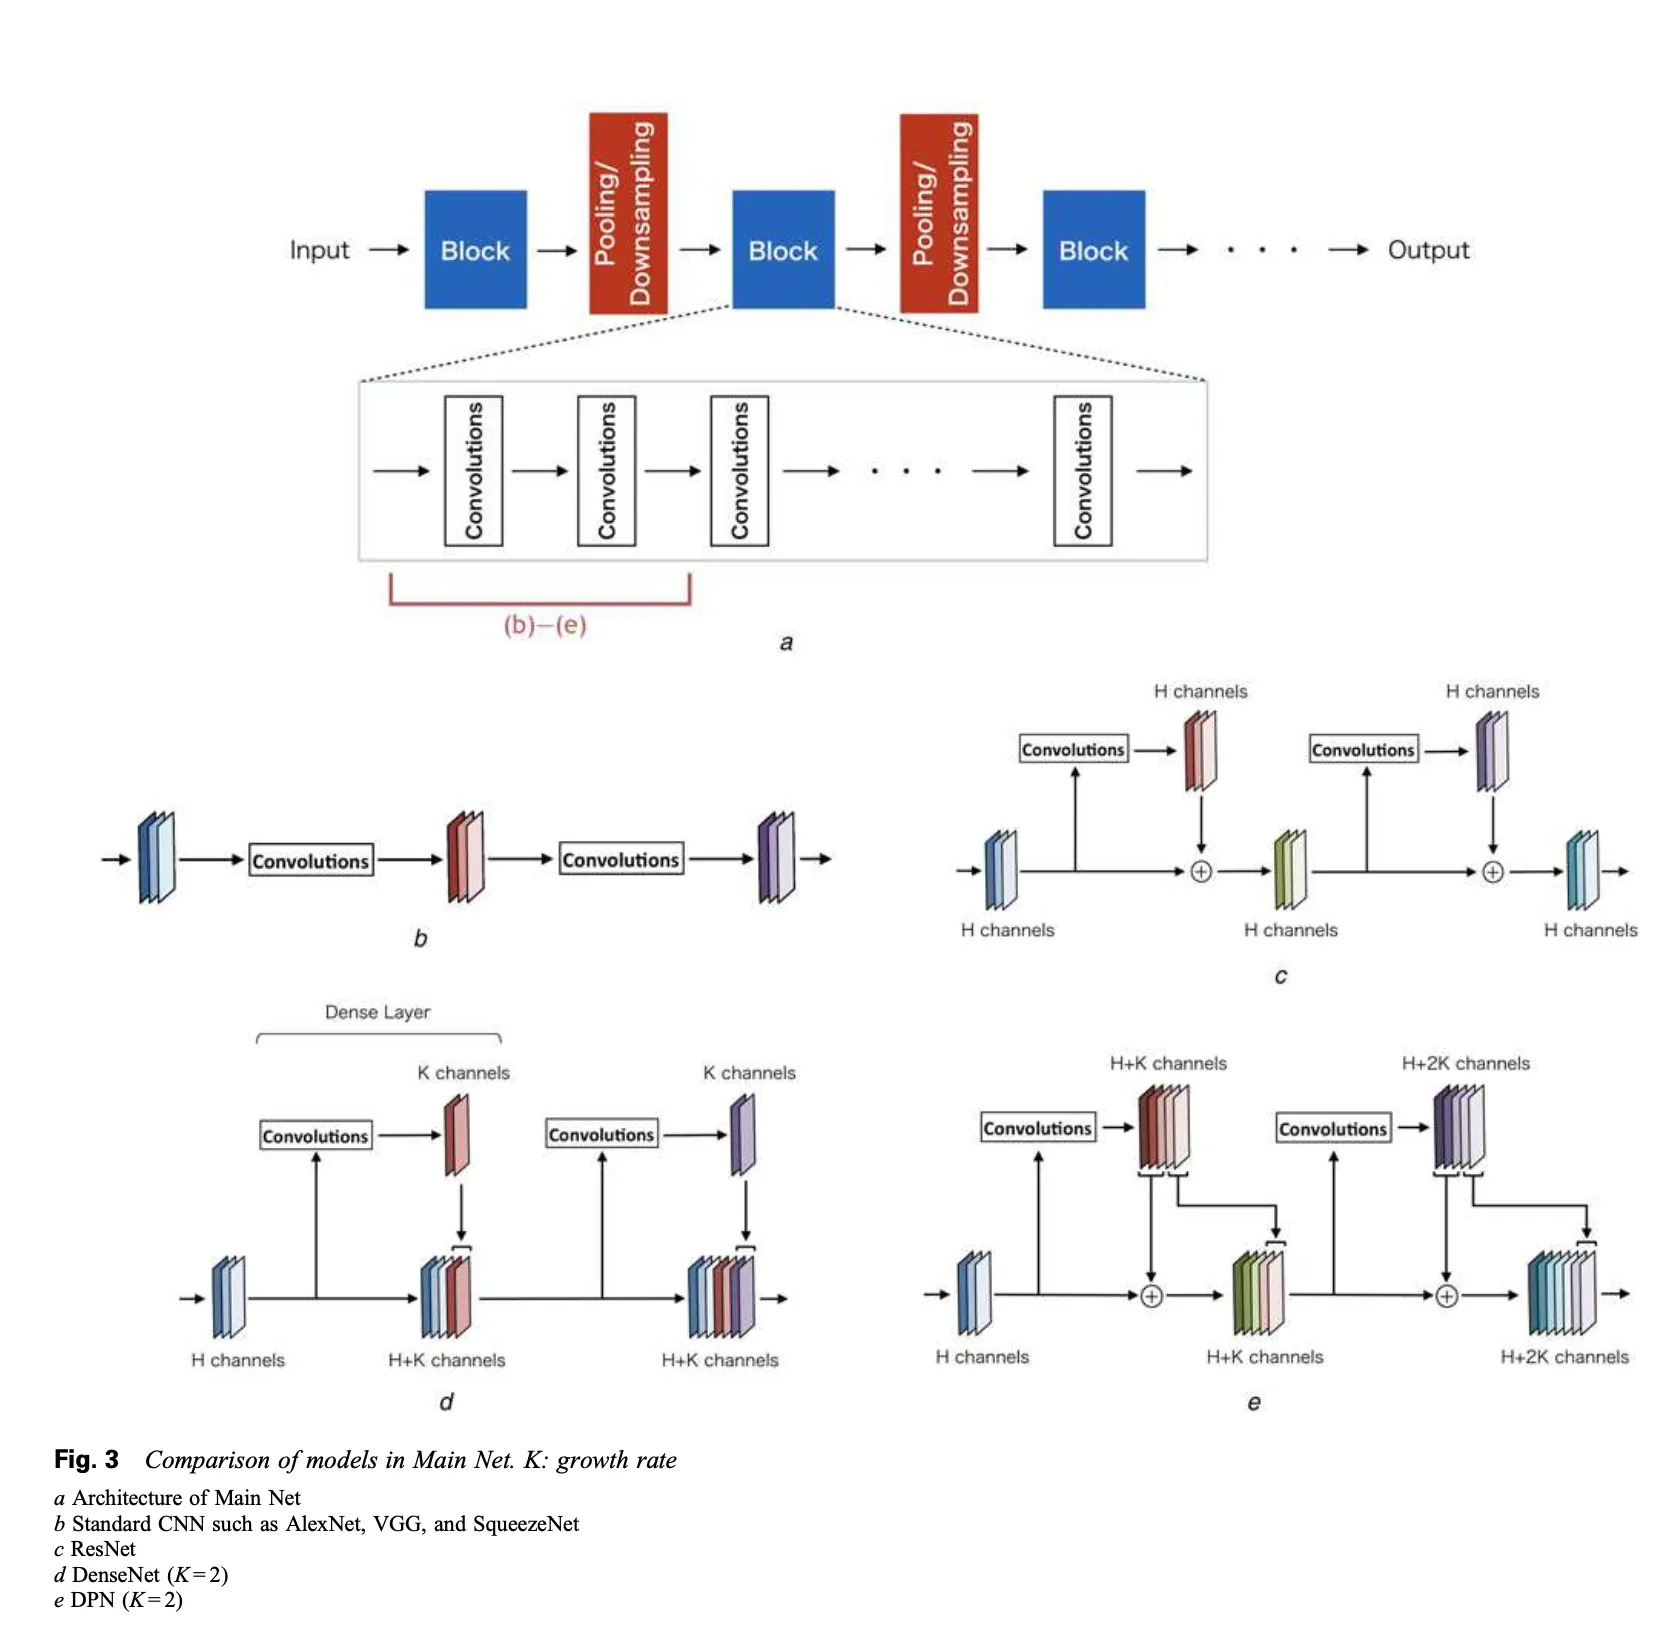 Input
Block
Pooling/
Downsampling
Block
Pooling/
Downsampling
Block
· · ·
Output
Convolutions
Convolutions
Convolutions
· · ·
Convolutions
(b)–(e)
a
Convolutions
Convolutions
b
H channels
H channels
Convolutions
Convolutions
+
+
H channels
H channels
H channels
c
Dense Layer
K channels
K channels
Convolutions
Convolutions
H channels
H+K channels
H+K channels
d
H+K channels
H+2K channels
Convolutions
Convolutions
+
+
H channels
H+K channels
H+2K channels
e
Fig. 3 Comparison of models in Main Net. K: growth rate
a Architecture of Main Net
b Standard CNN such as AlexNet, VGG, and SqueezeNet
c ResNet
d DenseNet (K=2)
e DPN (K=2)